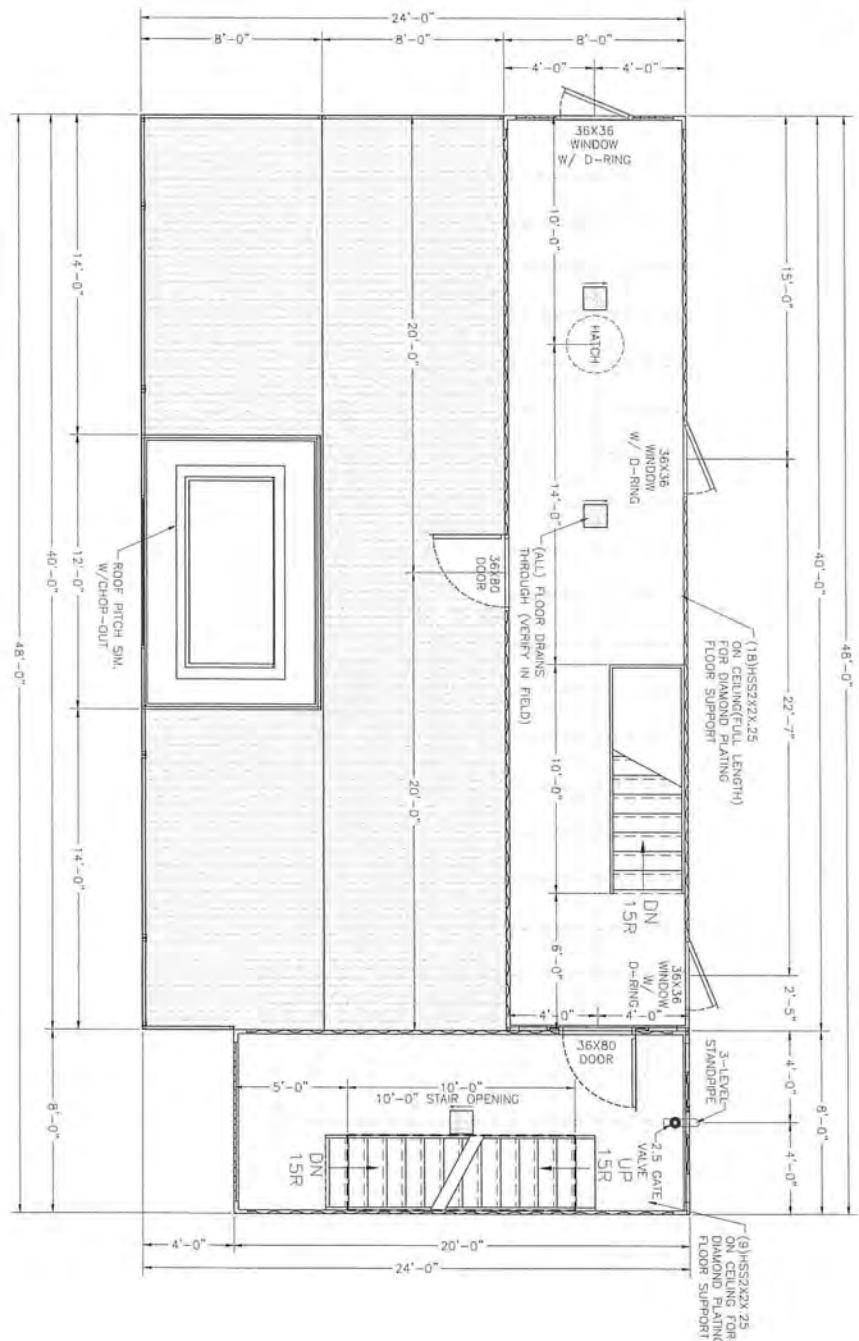 24'-0"
8'-0"
8'-0"
8'-0"
4'-0"
4'-0"
36X36
WINDOW
W/ D-RING
10'-0"
15'-0"
14'-0"
20'-0"
HATCH
36X36
WINDOW
W/ D-RING
14'-0"
(18)HSS2X2X.25
ON CEILING(FULL LENGTH)
FOR DIAMOND PLATING
FLOOR SUPPORT
40'-0"
48'-0"
22'-7"
(ALL) FLOOR DRAINS
THROUGH (VERIFY IN FIELD)
36X80
DOOR
ROOF PITCH SIM.
W/CHOP-OUT
12'-0"
40'-0"
48'-0"
20'-0"
10'-0"
DN
15R
6'-0"
36X36
WINDOW
W/
D-RING
2'-5"
14'-0"
4'-0"
4'-0"
36X80
DOOR
3-LEVEL
STANDPIPE
4'-0"
4'-0"
8'-0"
8'-0"
5'-0"
10'-0"
10'-0" STAIR OPENING
2.5 GATE
VALVE
DN
15R
UP
15R
(9)HSS2X2X.25
ON CEILING FOR
DIAMOND PLATING
FLOOR SUPPORT
4'-0"
20'-0"
24'-0"